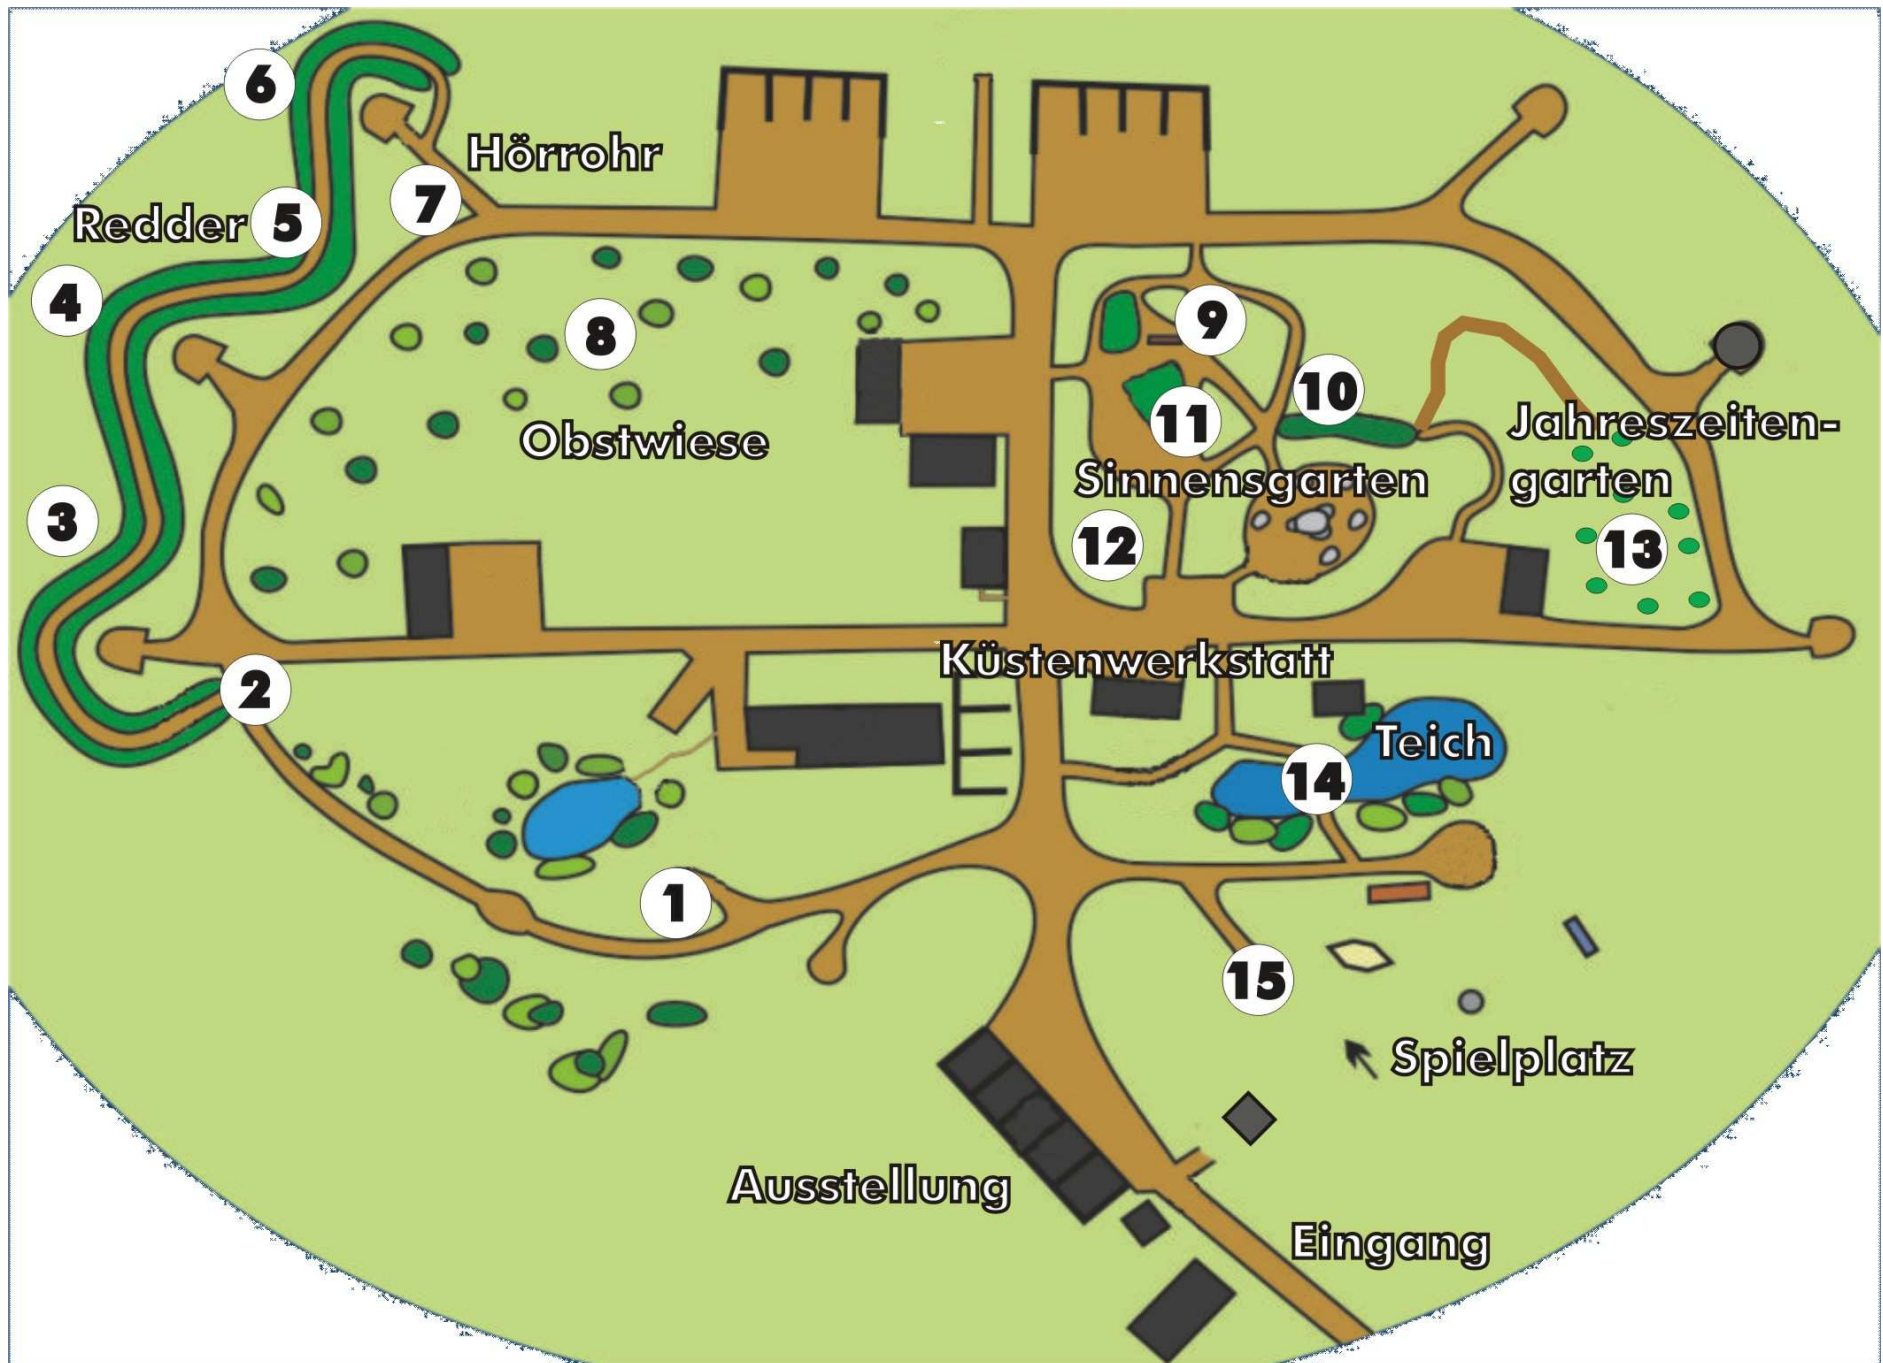 6
Hörrohr
7
Redder
5
4
9
8
10
Obstwiese
11
Jahreszeiten-
garten
Sinnensgarten
3
12
13
Küstenwerkstatt
2
Teich
14
1
15
Spielplatz
Ausstellung
Eingang